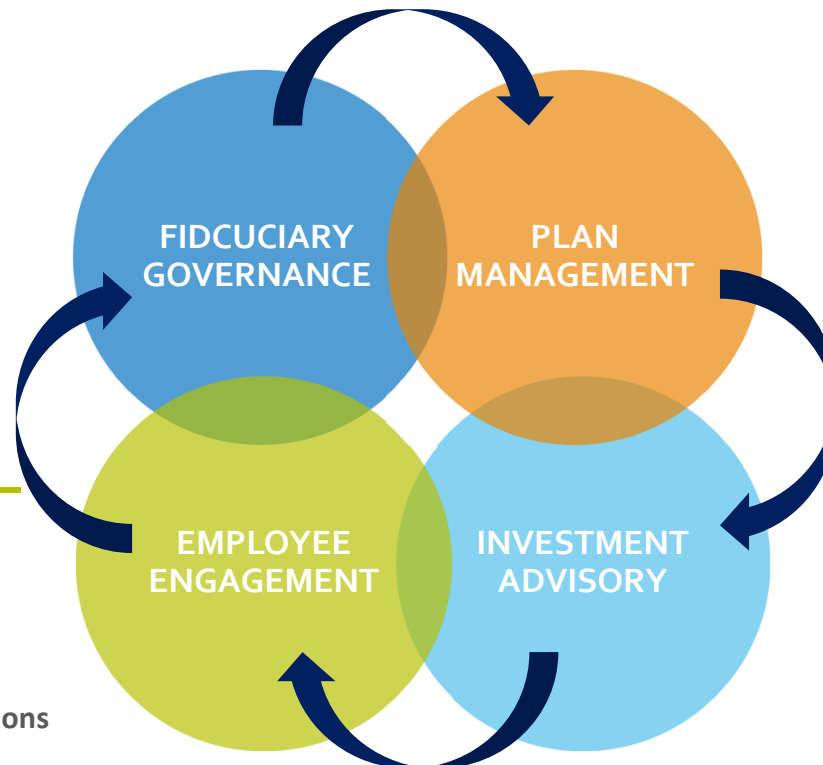 FIDCUCIARY
GOVERNANCE
PLAN
MANAGEMENT
EMPLOYEE
ENGAGEMENT
INVESTMENT
ADVISORY
ons